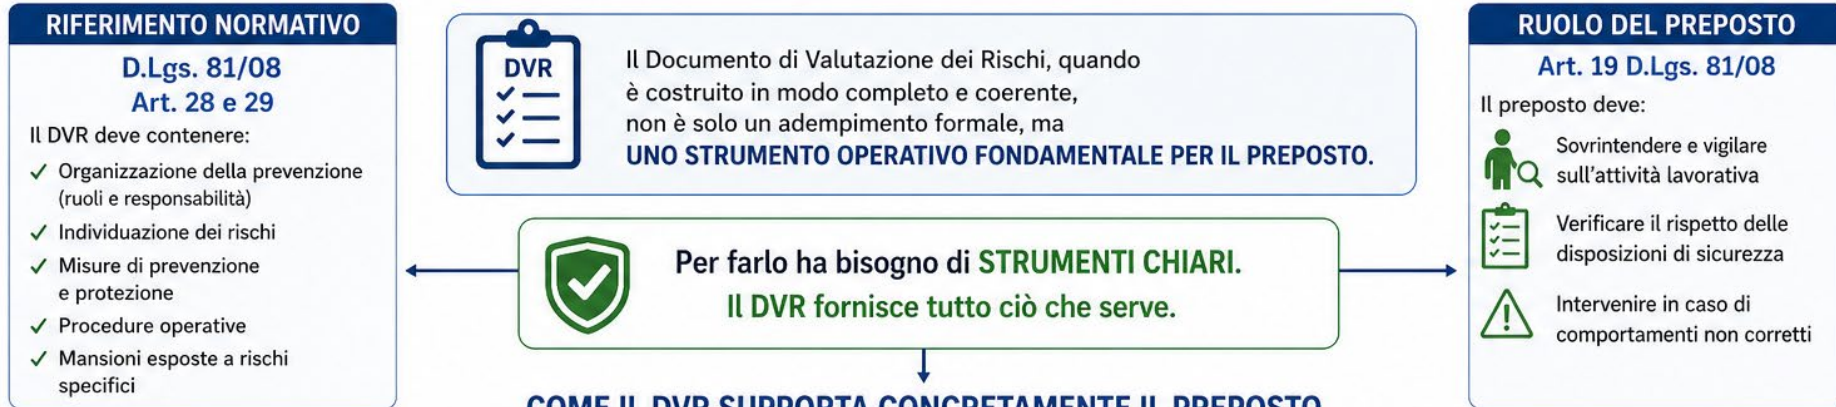 RIFERIMENTO NORMATIVO
D.Lgs. 81/08
Art. 28 e 29
Il DVR deve contenere:
Organizzazione della prevenzione
(ruoli e responsabilità)
Individuazione dei rischi
Misure di prevenzione
e protezione
Procedure operative
Mansioni esposte a rischi
specifici
DVR
Il Documento di Valutazione dei Rischi, quando
è costruito in modo completo e coerente,
non è solo un adempimento formale, ma
UNO STRUMENTO OPERATIVO FONDAMENTALE PER IL PREPOSTO.
Per farlo ha bisogno di STRUMENTI CHIARI.
Il DVR fornisce tutto ciò che serve.
RUOLO DEL PREPOSTO
Art. 19 D.Lgs. 81/08
Il preposto deve:
Sovrintendere e vigilare
sull'attività lavorativa
Verificare il rispetto delle
disposizioni di sicurezza
Intervenire in caso di
comportamenti non corretti
COME IL DVR SUPPORTA CONCRETAMENTE IL PREPOSTO